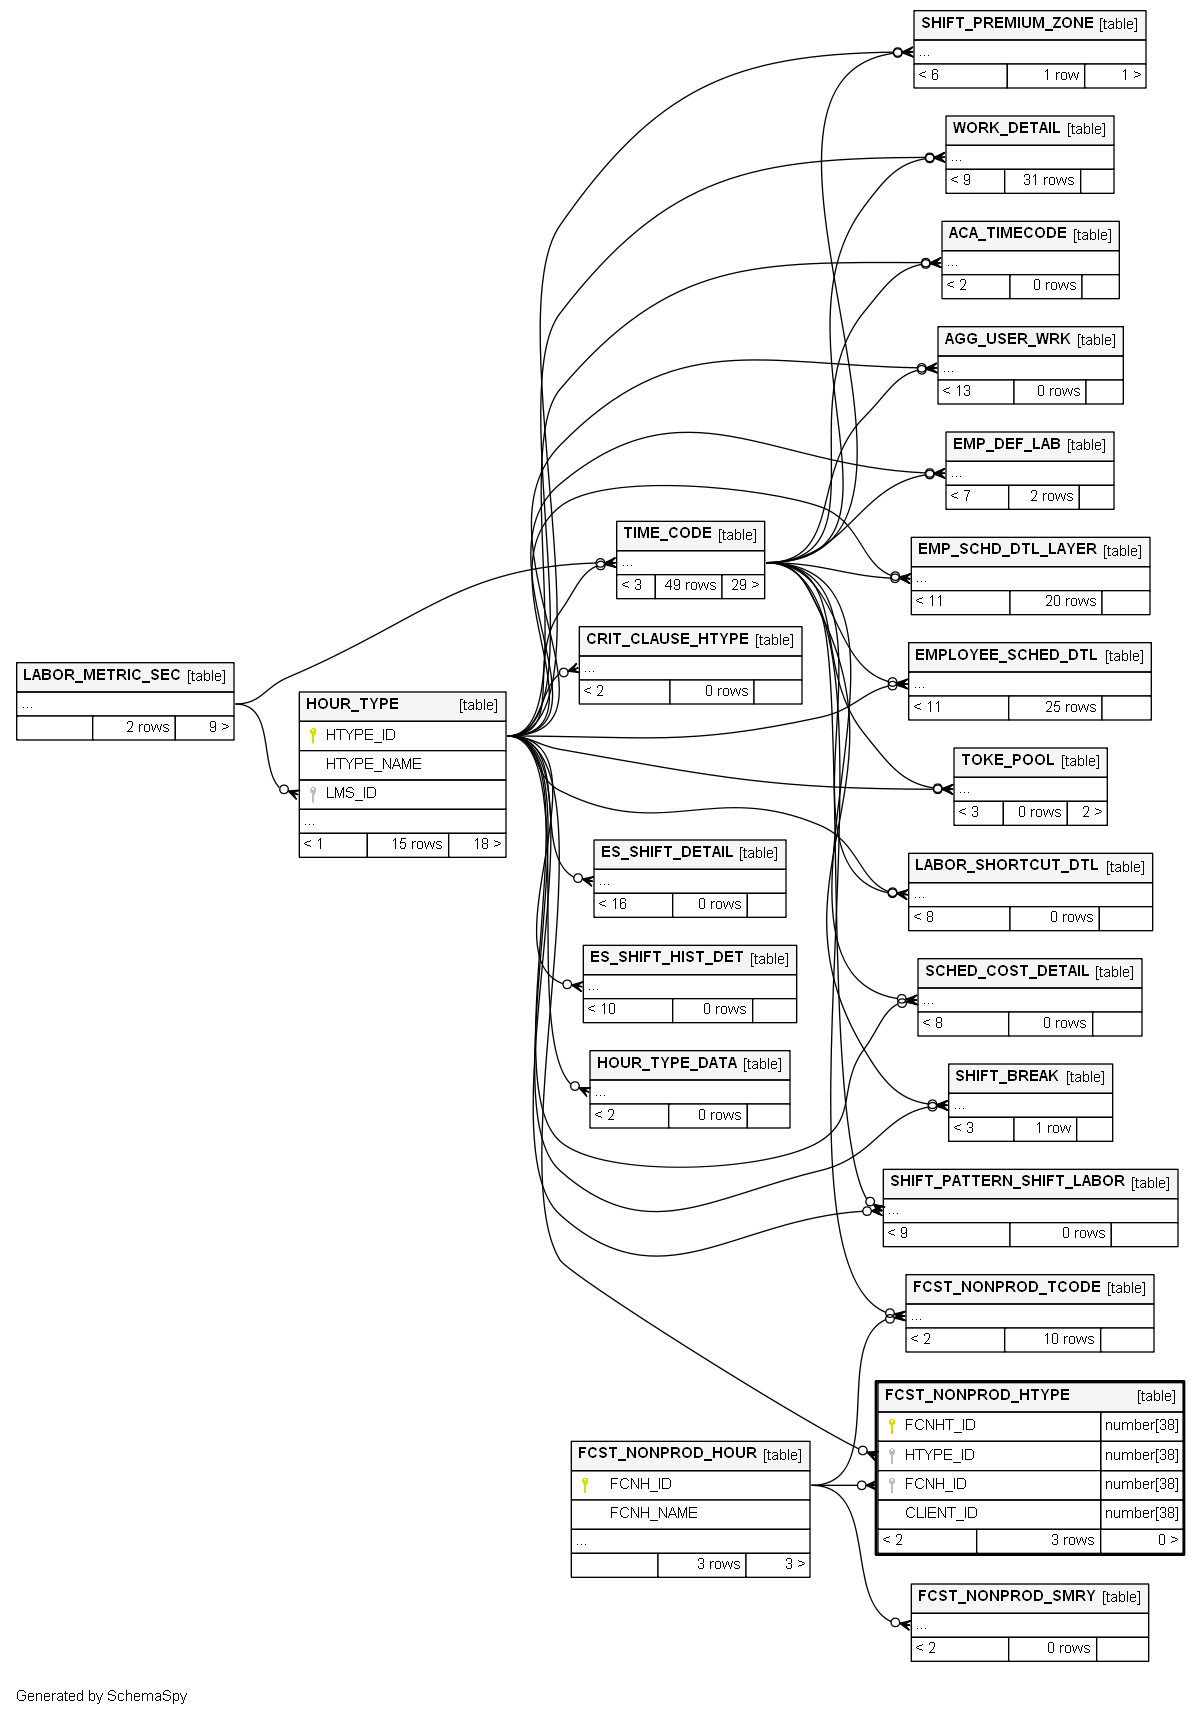 SHIFT_PREMIUM_ZONE [table]
...
< 6 1 row 1 >
WORK_DETAIL [table]
...
< 9 31 rows
ACA_TIMECODE [table]
...
< 2 0 rows
AGG_USER_WRK [table]
...
< 13 0 rows
EMP_DEF_LAB [table]
...
< 7 2 rows
TIME_CODE [table]
...
< 3 49 rows 29 >
EMP_SCHD_DTL_LAYER [table]
...
< 11 20 rows
CRIT_CLAUSE_HTYPE [table]
...
< 2 0 rows
EMPLOYEE_SCHED_DTL [table]
...
< 11 25 rows
LABOR_METRIC_SEC [table]
...
2 rows 9 >
HOUR_TYPE [table]
HTYPE_ID
HTYPE_NAME
LMS_ID
...
< 1 15 rows 18 >
TOKE_POOL [table]
...
< 3 0 rows 2 >
ES_SHIFT_DETAIL [table]
...
< 16 0 rows
LABOR_SHORTCUT_DTL [table]
...
< 8 0 rows
ES_SHIFT_HIST_DET [table]
...
< 10 0 rows
SCHED_COST_DETAIL [table]
...
< 8 0 rows
HOUR_TYPE_DATA [table]
...
< 2 0 rows
SHIFT_BREAK [table]
...
< 3 1 row
SHIFT_PATTERN_SHIFT_LABOR [table]
...
< 9 0 rows
FCST_NONPROD_TCODE [table]
...
< 2 10 rows
FCST_NONPROD_HTYPE [table]
FCNHT_ID number[38]
HTYPE_ID number[38]
FCNH_ID number[38]
CLIENT_ID number[38]
< 2 3 rows 0 >
FCST_NONPROD_HOUR [table]
FCNH_ID
FCNH_NAME
...
3 rows 3 >
FCST_NONPROD_SMRY [table]
...
< 2 0 rows
Generated by SchemaSpy